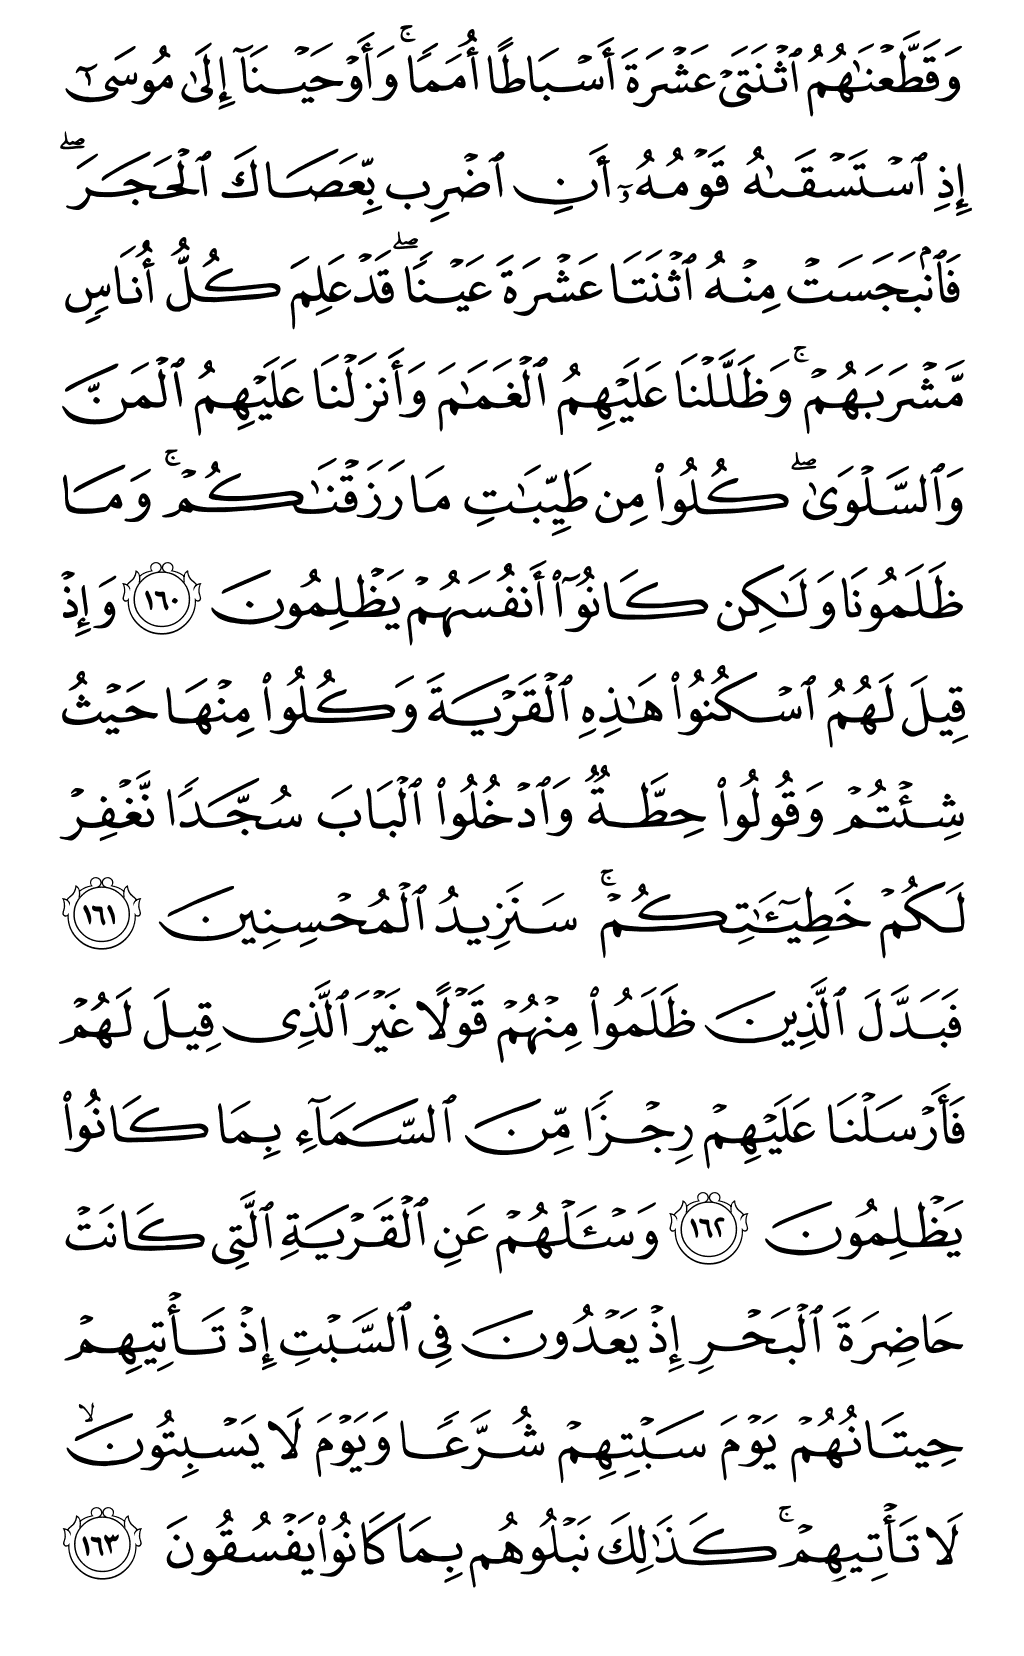 وَقَطَّعْنَٰهُمُ ٱثْنَتَىْ عَشْرَةَ أَسْبَاطًا أُمَمًا ۚ وَأَوْحَيْنَآ إِلَىٰ مُوسَىٰٓ
إِذِ ٱسْتَسْقَىٰهُ قَوْمُهُۥٓ أَنِ ٱضْرِب بِّعَصَاكَ ٱلْحَجَرَ ۖ
فَٱنۢبَجَسَتْ مِنْهُ ٱثْنَتَا عَشْرَةَ عَيْنًا ۖ قَدْ عَلِمَ كُلُّ أُنَاسٍ
مَّشْرَبَهُمْ ۚ وَظَلَّلْنَا عَلَيْهِمُ ٱلْغَمَٰمَ وَأَنزَلْنَا عَلَيْهِمُ ٱلْمَنَّ
وَٱلسَّلْوَىٰ ۖ كُلُوا۟ مِن طَيِّبَٰتِ مَا رَزَقْنَٰكُمْ ۚ وَمَا
ظَلَمُونَا وَلَٰكِن كَانُوٓا۟ أَنفُسَهُمْ يَظْلِمُونَ ١٦٠ وَإِذْ
قِيلَ لَهُمُ ٱسْكُنُوا۟ هَٰذِهِ ٱلْقَرْيَةَ وَكُلُوا۟ مِنْهَا حَيْثُ
شِئْتُمْ وَقُولُوا۟ حِطَّةٌ وَٱدْخُلُوا۟ ٱلْبَابَ سُجَّدًا نَّغْفِرْ
لَكُمْ خَطِيٓـَٰٔتِكُمْ ۚ سَنَزِيدُ ٱلْمُحْسِنِينَ ١٦١
فَبَدَّلَ ٱلَّذِينَ ظَلَمُوا۟ مِنْهُمْ قَوْلًا غَيْرَ ٱلَّذِى قِيلَ لَهُمْ
فَأَرْسَلْنَا عَلَيْهِمْ رِجْزًا مِّنَ ٱلسَّمَآءِ بِمَا كَانُوا۟
يَظْلِمُونَ ١٦٢ وَسْـَٔلْهُمْ عَنِ ٱلْقَرْيَةِ ٱلَّتِى كَانَتْ
حَاضِرَةَ ٱلْبَحْرِ إِذْ يَعْدُونَ فِى ٱلسَّبْتِ إِذْ تَأْتِيهِمْ
حِيتَانُهُمْ يَوْمَ سَبْتِهِمْ شُرَّعًا وَيَوْمَ لَا يَسْبِتُونَ ۙ
لَا تَأْتِيهِمْ ۚ كَذَٰلِكَ نَبْلُوهُم بِمَا كَانُوا۟ يَفْسُقُونَ ١٦٣